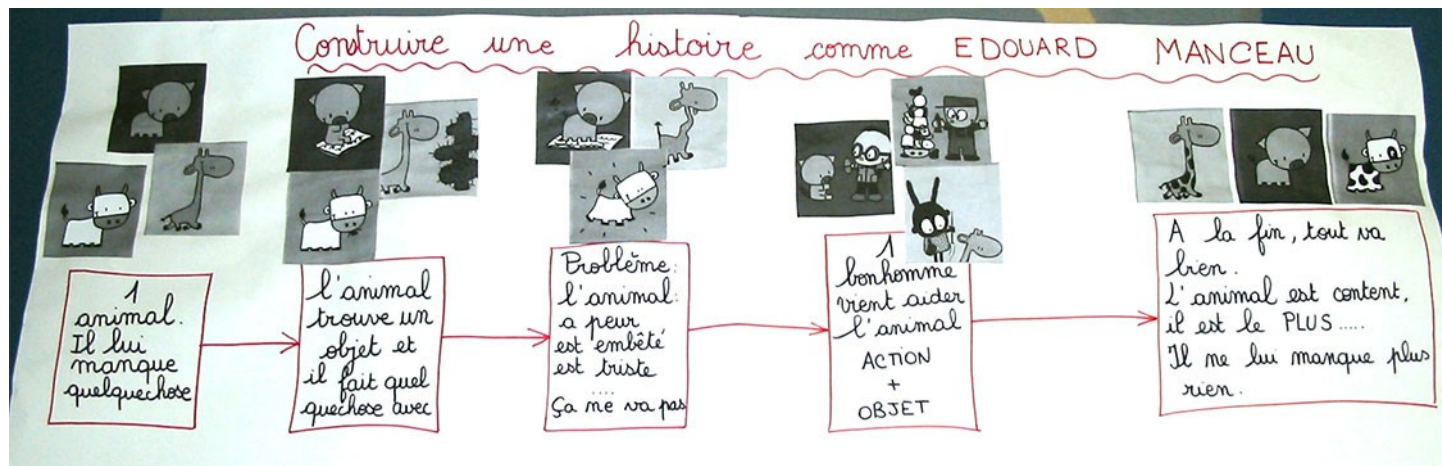 Construire une histoire comme EDOUARD MANCEAU
1
animal.
Il lui
manque
quelquechose
l'animal
trouve un
objet et
il fait quel
quechose avec
Problème:
l'animal:
a peur
est embêté
est triste
....
Ça ne va pas
1
bonhomme
vient aider
l'animal
ACTION
+
OBJET
A la fin, tout va
bien.
L'animal est content,
il est le PLUS.....
Il ne lui manque plus
rien.